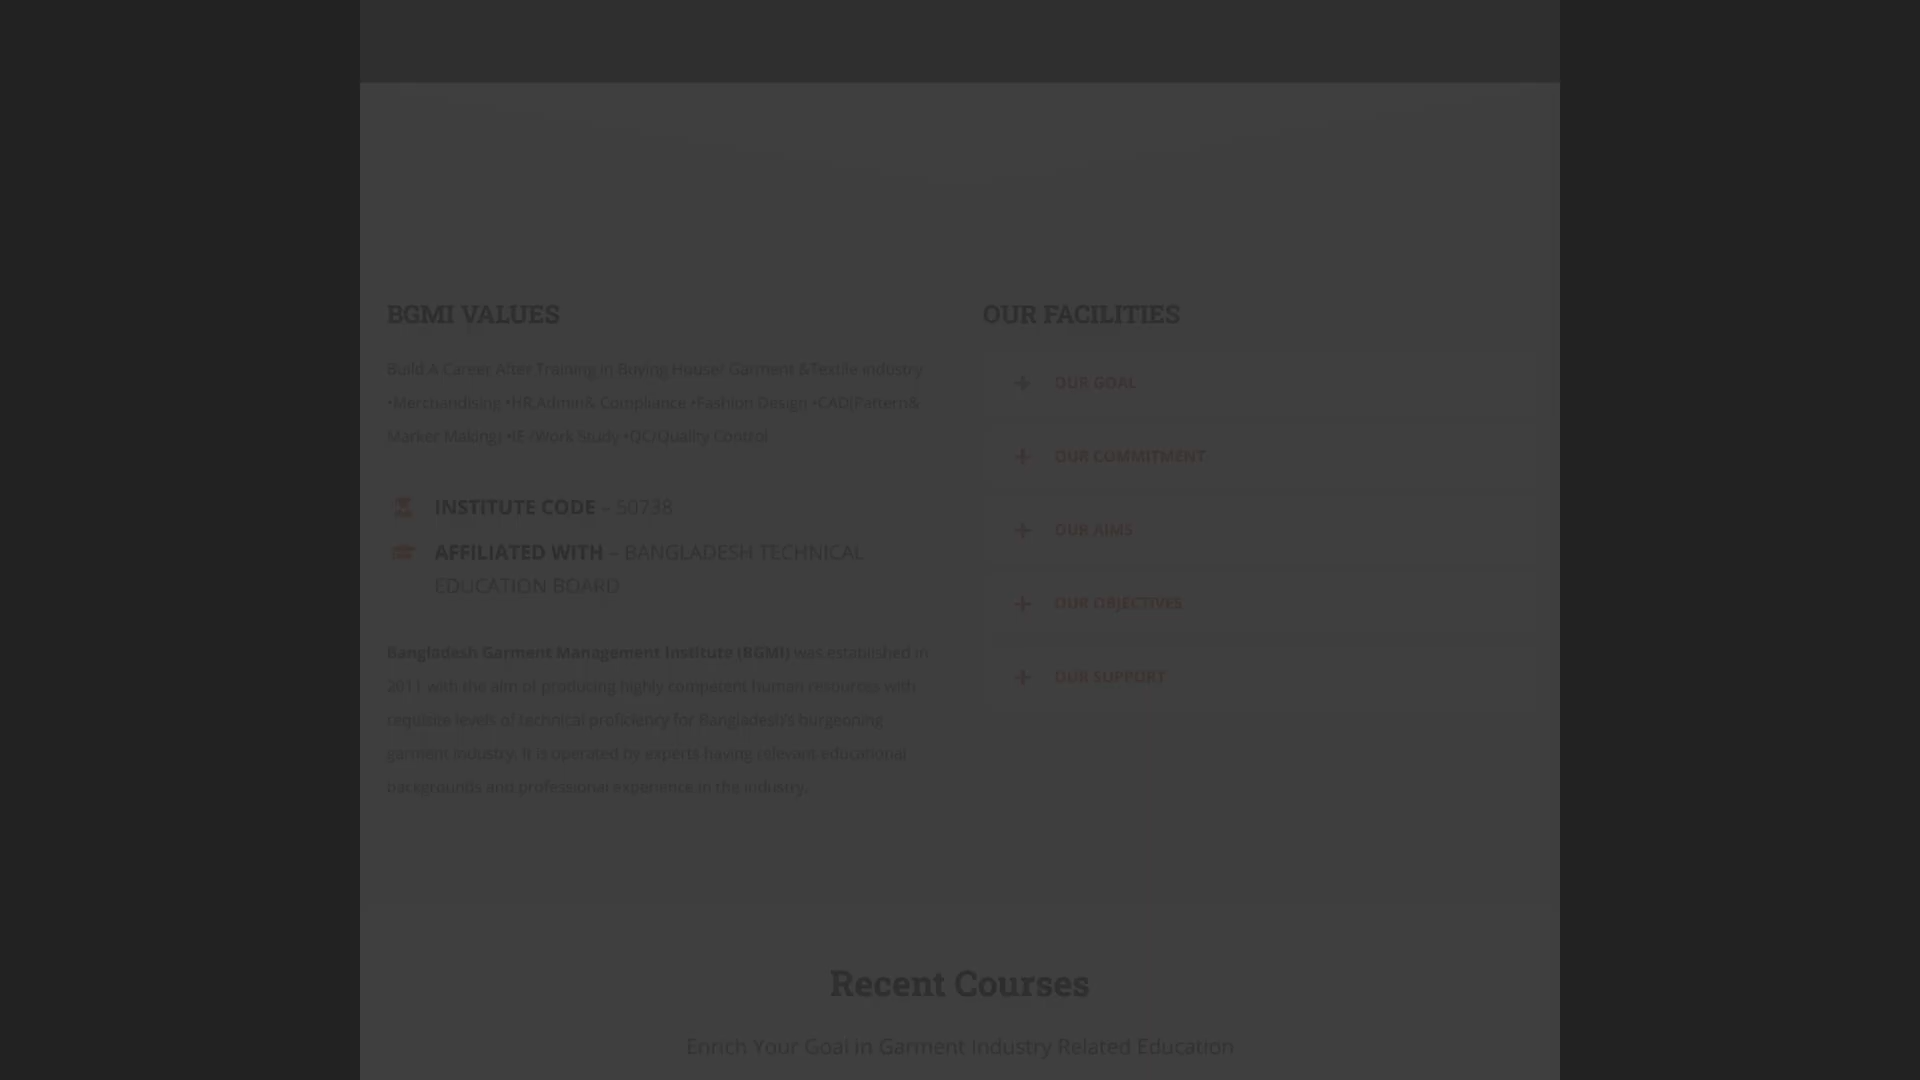 BGMI VALUES
Build A Career After Training in Buying House/ Garment &Textile industry
•Merchandising •HR,Admin& Compliance •Fashion Design •CAD(Pattern&
Marker Making) •IE /Work Study •QC/Quality Control
INSTITUTE CODE – 50738
AFFILIATED WITH – BANGLADESH TECHNICAL
EDUCATION BOARD
Bangladesh Garment Management Institute (BGMI) was established in
2011 with the aim of producing highly competent human resources with
requisite levels of technical proficiency for Bangladesh's burgeoning
garment industry. It is operated by experts having relevant educational
backgrounds and professional experience in the industry.
OUR FACILITIES
OUR GOAL
OUR COMMITMENT
OUR AIMS
OUR OBJECTIVES
OUR SUPPORT
Recent Courses
Enrich Your Goal in Garment Industry Related Education